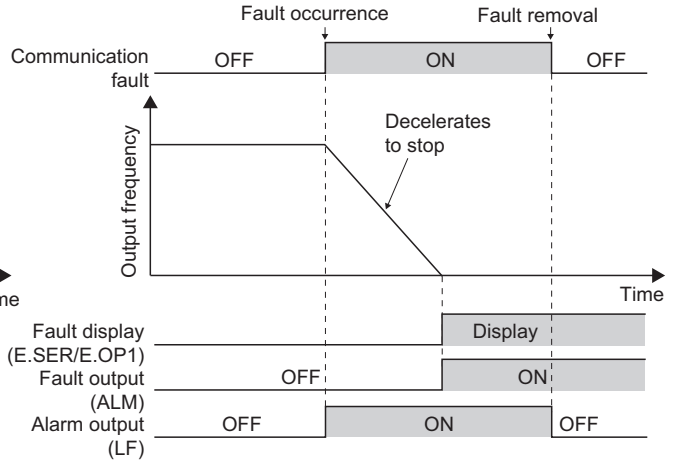 Fault occurrence
Fault removal
Communication
fault
OFF
ON
OFF
Output frequency
Decelerates
to stop
me
Time
Fault display
(E.SER/E.OP1)
Display
Fault output
(ALM)
OFF
ON
Alarm output
(LF)
OFF
ON
OFF